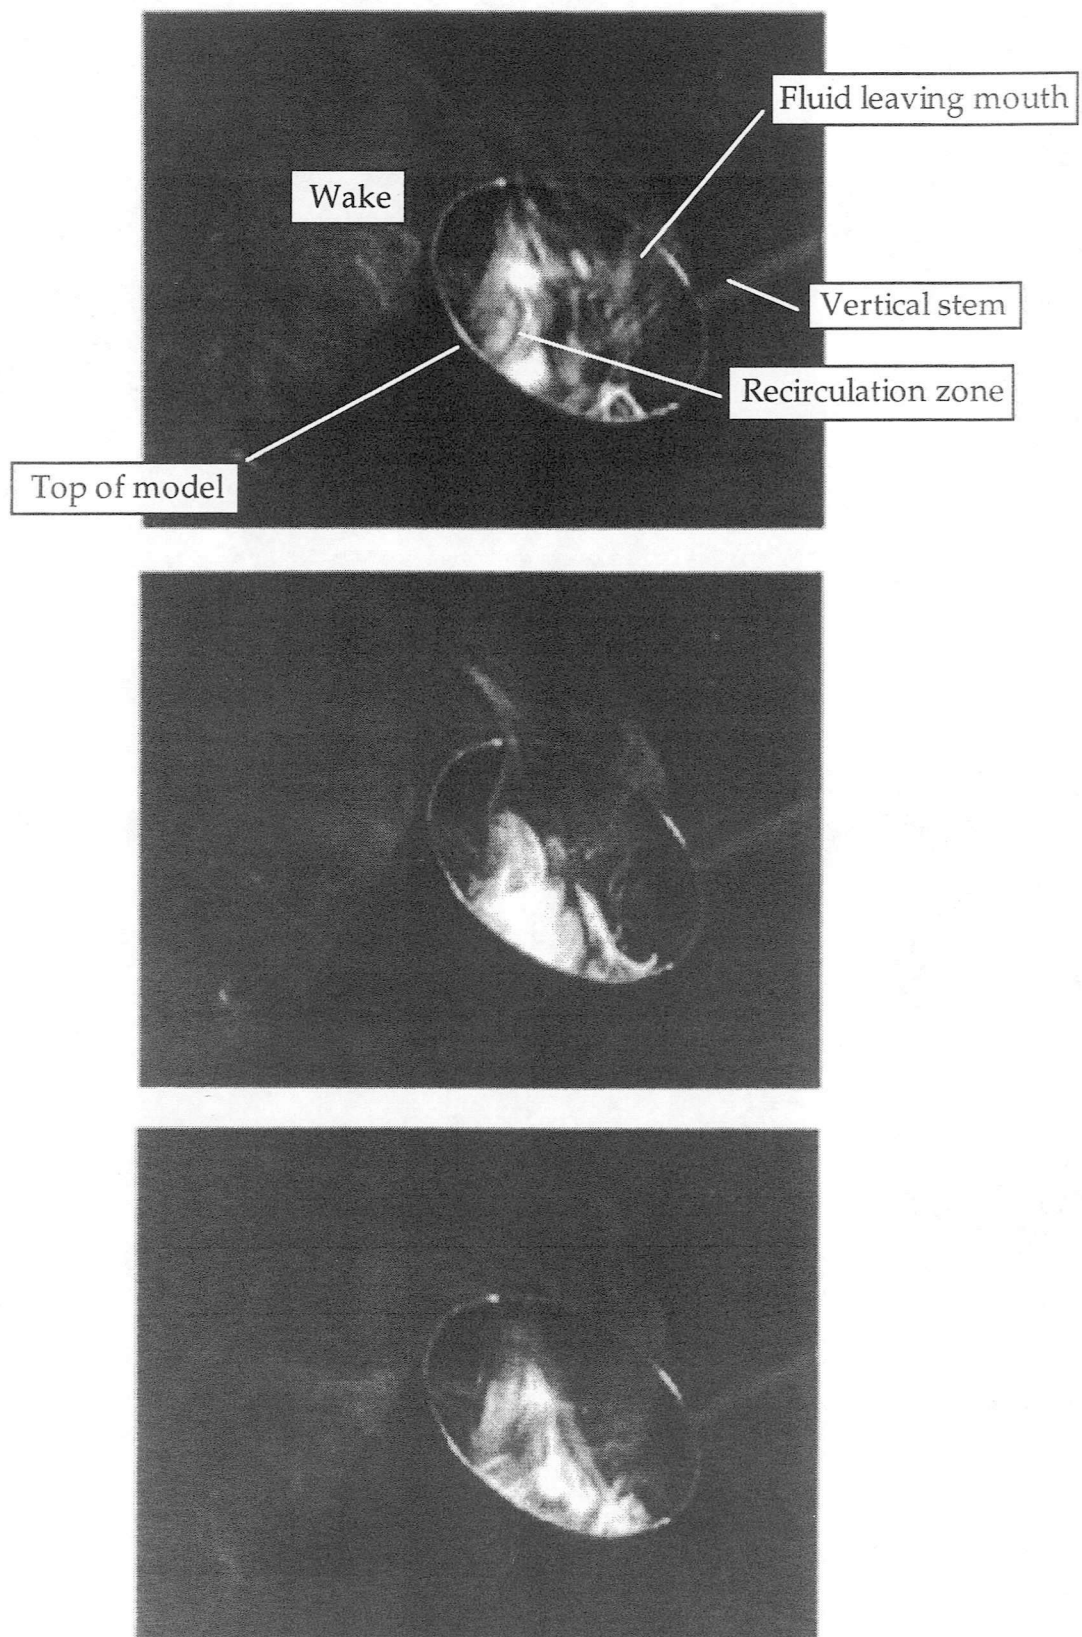 Fluid leaving mouth
Wake
Vertical stem
Recirculation zone
Top of model